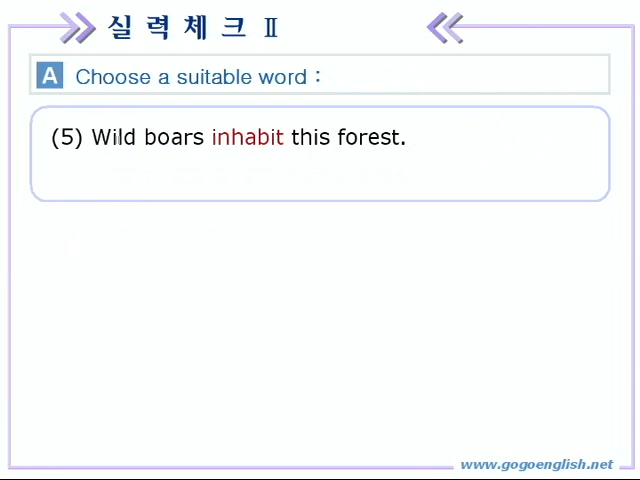 실력체크 Ⅱ
A Choose a suitable word :
(5) Wild boars inhabit this forest.
www.gogoenglish.net